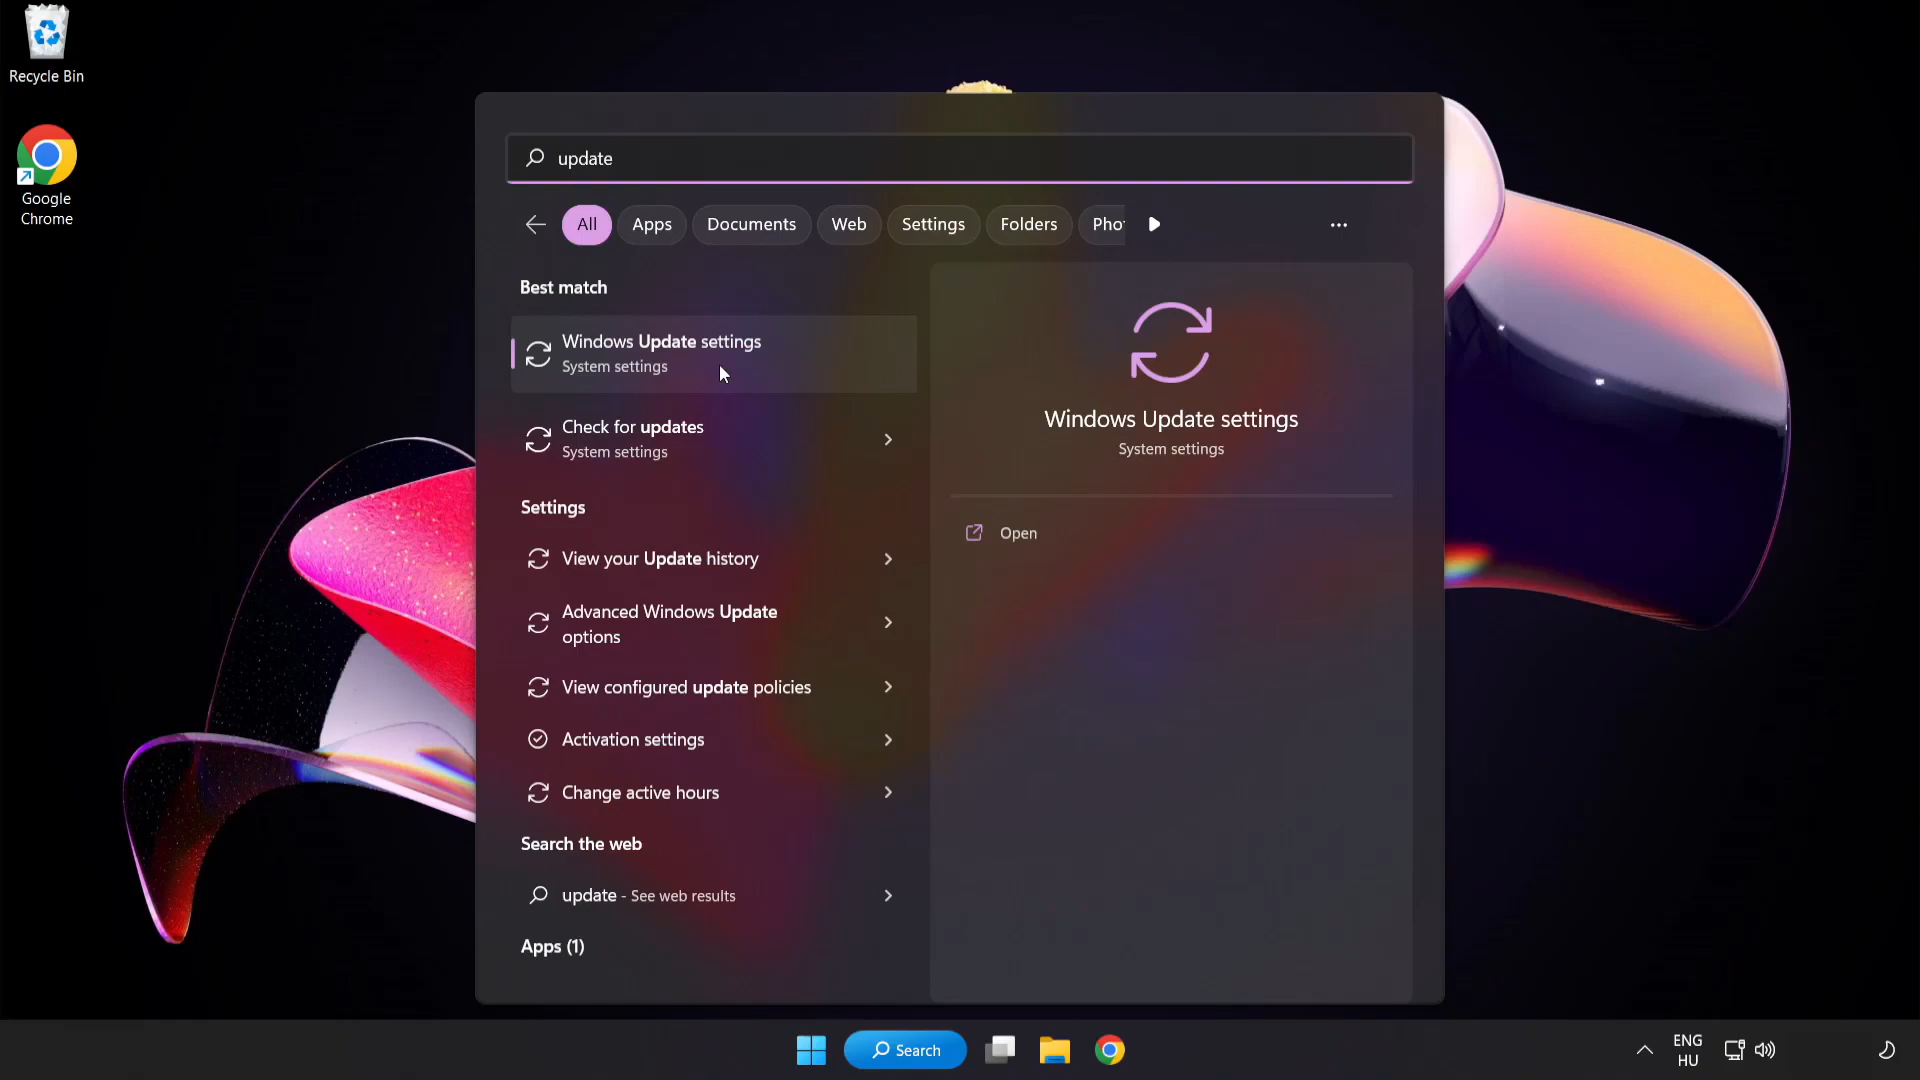 Recycle Bin
Google
Chrome
update
All
Apps
Documents
Web
Settings
Folders
Pho
Best match
Windows Update settings
System settings
Check for updates
System settings
Settings
View your Update history
Advanced Windows Update
options
View configured update policies
Activation settings
Change active hours
Search the web
update - See web results
Apps (1)
Windows Update settings
System settings
Open
Search
ENG
HU